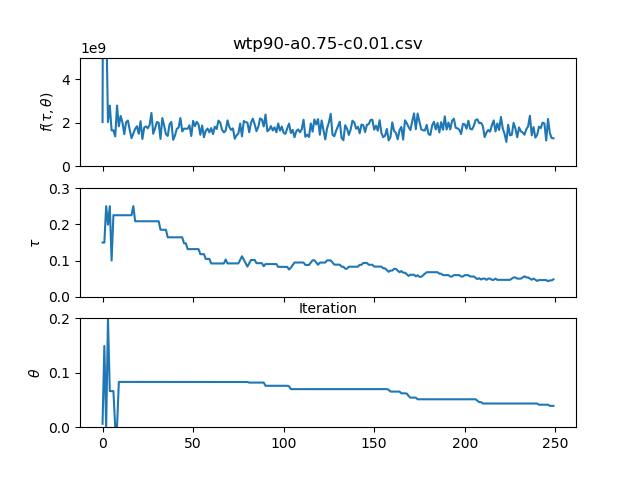 wtp90-a0.75-c0.01.csv
1e9
f(τ, θ)
4
2
0
τ
0.3
0.2
0.1
0.0
Iteration
θ
0.2
0.1
0.0
0 50 100 150 200 250